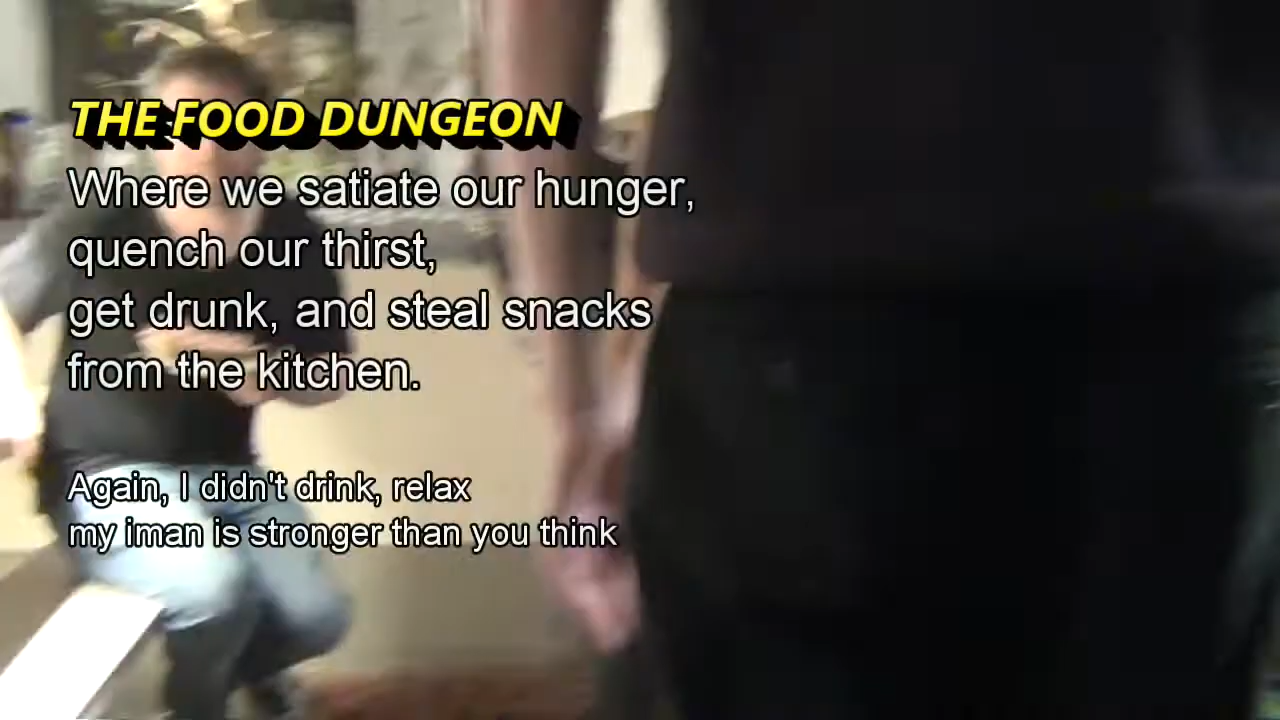 THE FOOD DUNGEON
Where we satiate our hunger,
quench our thirst,
get drunk, and steal snacks
from the kitchen.
Again, I didn't drink, relax
my iman is stronger than you think